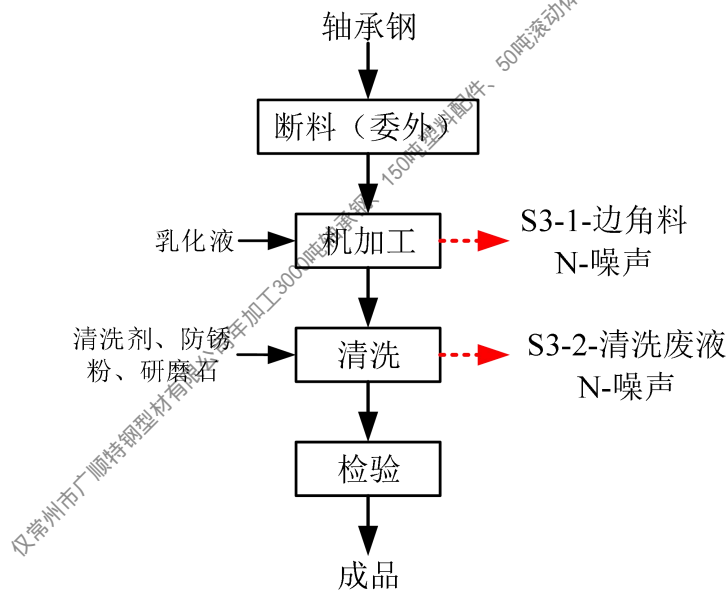 轴承钢
断料（委外）
乳化液
机加工
S3-1-边角料
N-噪声
清洗剂、防锈
粉、研磨石
清洗
S3-2-清洗废液
N-噪声
检验
成品
仅常州市广顺特钢型材有限公司年加工3000吨轴承钢、150吨塑料配件、50吨滚动体